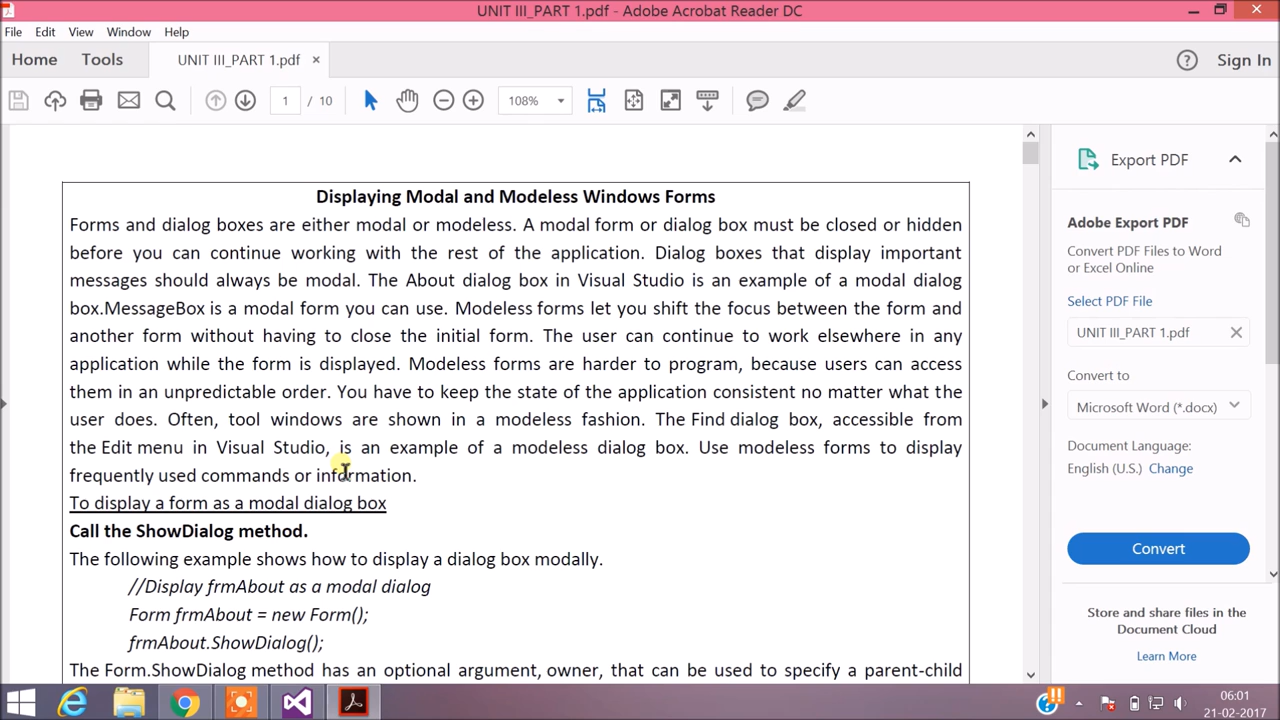 UNIT III_PART 1.pdf - Adobe Acrobat Reader DC
File Edit View Window Help
Home Tools UNIT III_PART 1.pdf × Sign In
1 / 10 108%
Displaying Modal and Modeless Windows Forms
Forms and dialog boxes are either modal or modeless. A modal form or dialog box must be closed or hidden
before you can continue working with the rest of the application. Dialog boxes that display important
messages should always be modal. The About dialog box in Visual Studio is an example of a modal dialog
box.MessageBox is a modal form you can use. Modeless forms let you shift the focus between the form and
another form without having to close the initial form. The user can continue to work elsewhere in any
application while the form is displayed. Modeless forms are harder to program, because users can access
them in an unpredictable order. You have to keep the state of the application consistent no matter what the
user does. Often, tool windows are shown in a modeless fashion. The Find dialog box, accessible from
the Edit menu in Visual Studio, is an example of a modeless dialog box. Use modeless forms to display
frequently used commands or information.
To display a form as a modal dialog box
Call the ShowDialog method.
The following example shows how to display a dialog box modally.
//Display frmAbout as a modal dialog
Form frmAbout = new Form();
frmAbout.ShowDialog();
The Form.ShowDialog method has an optional argument, owner, that can be used to specify a parent-child
Export PDF
Adobe Export PDF
Convert PDF Files to Word
or Excel Online
Select PDF File
UNIT III_PART 1.pdf
Convert to
Microsoft Word (*.docx)
Document Language:
English (U.S.) Change
Convert
Store and share files in the
Document Cloud
Learn More
06:01
21-02-2017